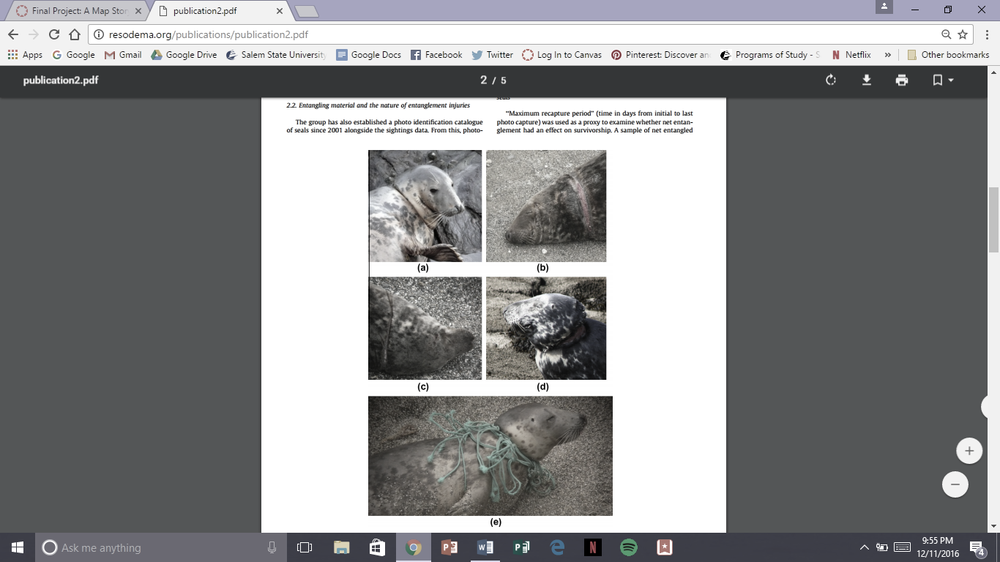 Final Project: A Map Stor
publication2.pdf
resodema.org/publications/publication2.pdf
Apps
Google
Gmail
Google Drive
Salem State University
Google Docs
Facebook
Twitter
Log In to Canvas
Pinterest: Discover an
Programs of Study - S
Netflix
»
Other bookmarks
publication2.pdf
2 / 5
2.2. Entangling material and the nature of entanglement injuries
The group has also established a photo identification catalogue
of seals since 2001 alongside the sightings data. From this, photo-
seals
“Maximum recapture period” (time in days from initial to last
photo capture) was used as a proxy to examine whether net entan-
glement had an effect on survivorship. A sample of net entangled
(a)
(b)
(c)
(d)
(e)
Ask me anything
9:55 PM
12/11/2016
4